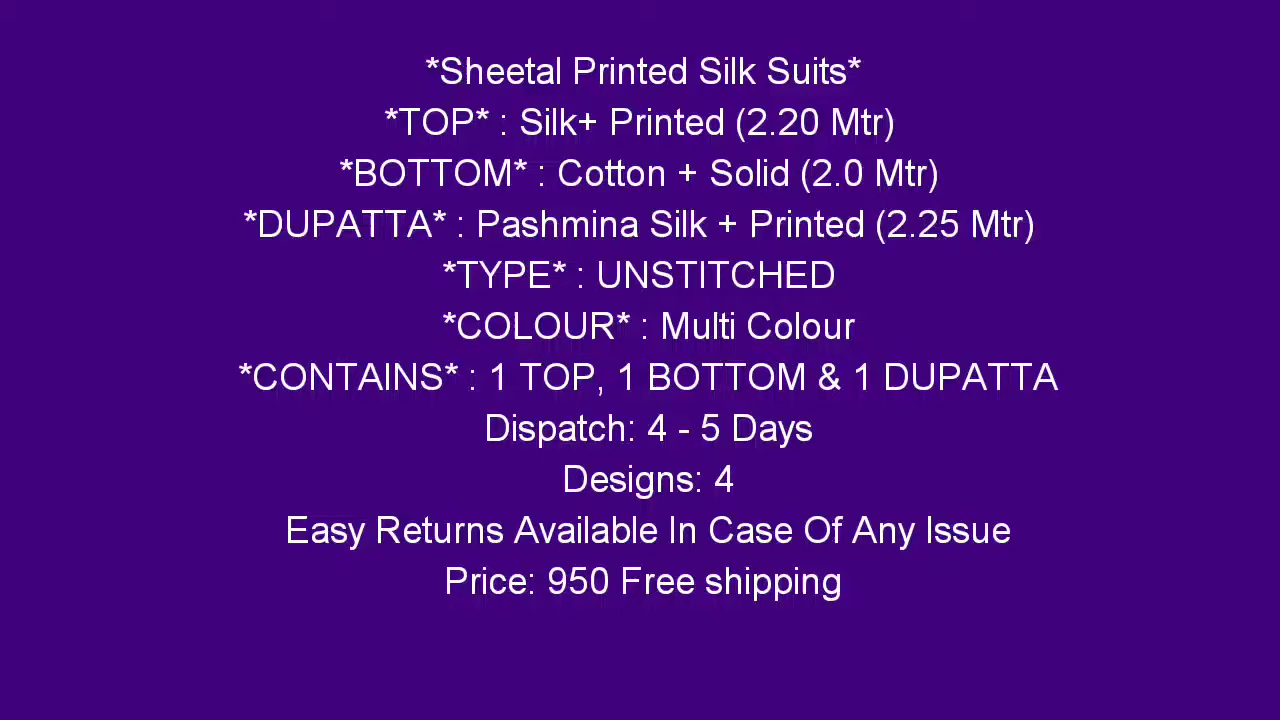 *Sheetal Printed Silk Suits*
*TOP* : Silk+ Printed (2.20 Mtr)
*BOTTOM* : Cotton + Solid (2.0 Mtr)
*DUPATTA* : Pashmina Silk + Printed (2.25 Mtr)
*TYPE* : UNSTITCHED
*COLOUR* : Multi Colour
*CONTAINS* : 1 TOP, 1 BOTTOM & 1 DUPATTA
Dispatch: 4 - 5 Days
Designs: 4
Easy Returns Available In Case Of Any Issue
Price: 950 Free shipping